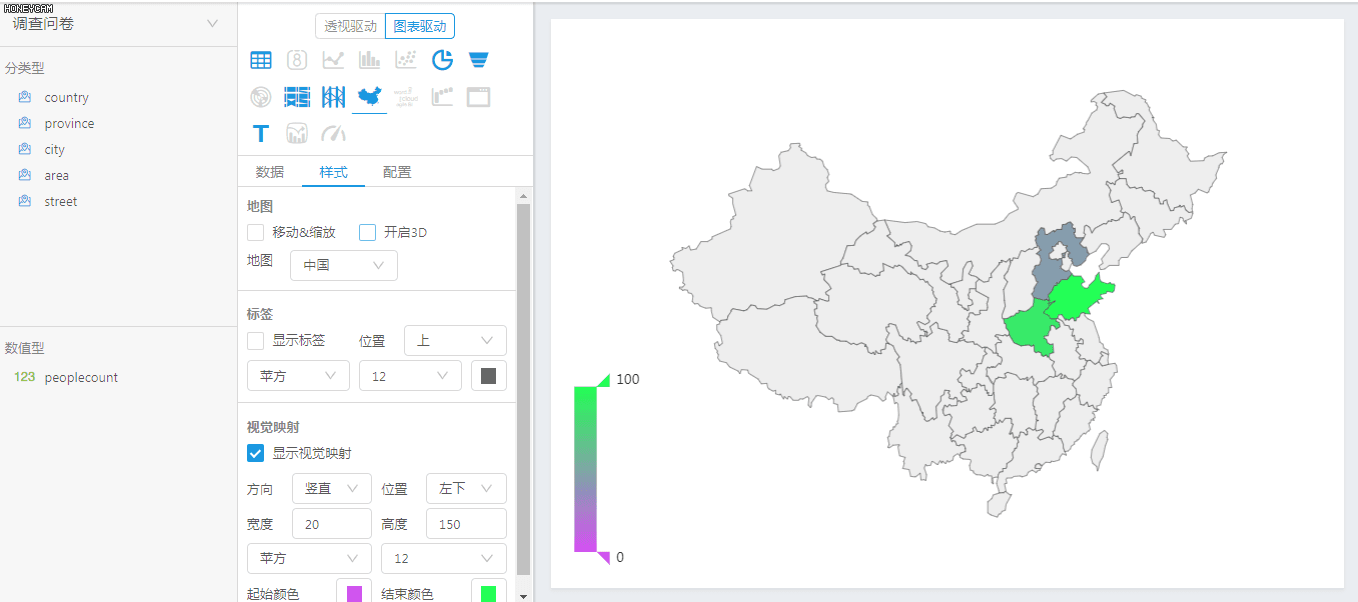 HONEYCAM
调查问卷
分类型
country
province
city
area
street
数值型
123 peoplecount
透视驱动 图表驱动
8
T
数据 样式 配置
地图
移动&缩放 开启3D
地图 中国
标签
显示标签 位置 上
苹方 12
视觉映射
显示视觉映射
方向 竖直 位置 左下
宽度 20 高度 150
苹方 12
起始颜色 结束颜色
100
0